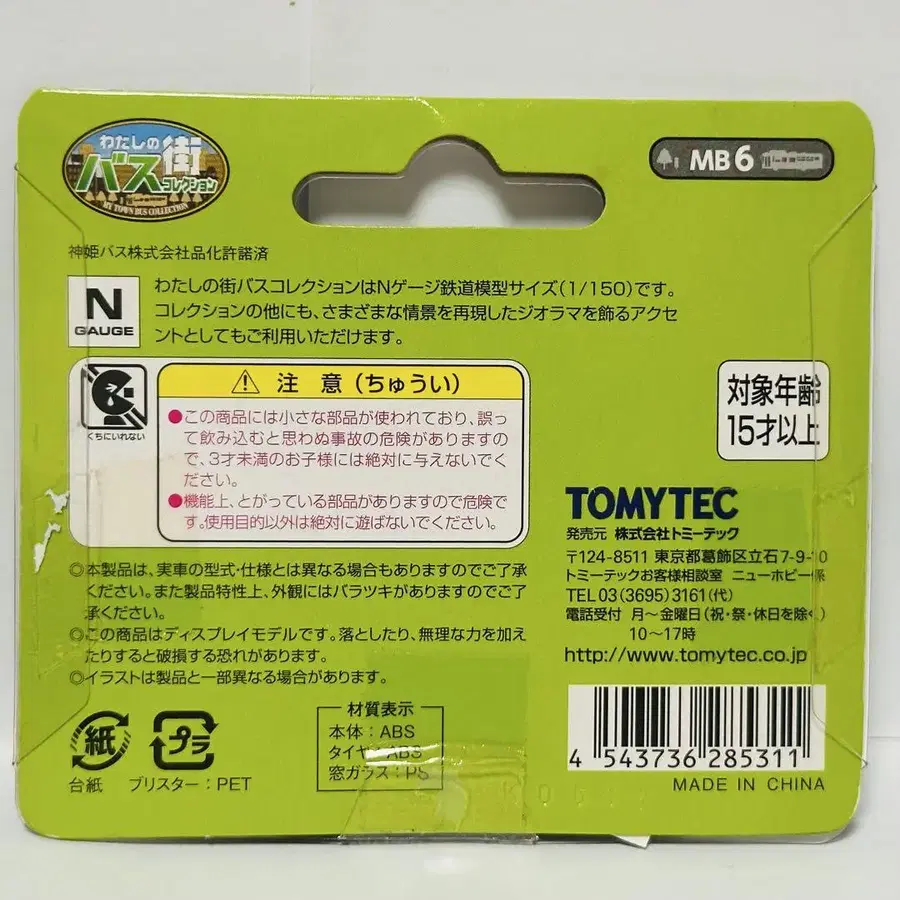 わたしの
街
バス
コレクション
MY TOWN BUS COLLECTION
MB6
神姫バス株式会社品化許諾済
N
GAUGE
わたしの街バスコレクションはNゲージ鉄道模型サイズ(1/150)です。
コレクションの他にも、さまざまな情景を再現したジオラマを飾るアクセ
ントとしてもご利用いただけます。
くちにいれない
注 意 (ちゅうい)
●この商品には小さな部品が使われており、誤っ
て飲み込むと思わぬ事故の危険がありますの
で、3才未満のお子様には絶対に与えないでく
ださい。
●機能上、とがっている部品がありますので危険で
す。使用目的以外は絶対に遊ばないでください。
対象年齢
15才以上
TOMYTEC
発売元 株式会社トミーテック
〒124-8511 東京都葛飾区立石7-9-10
トミーテックお客様相談室 ニューホビー係
TEL 03(3695)3161(代)
電話受付 月~金曜日(祝・祭・休日を除く)
10~17時
http://www.tomytec.co.jp
◎本製品は、実車の型式・仕様とは異なる場合もありますのでご了承
ください。また製品特性上、外観にはバラツキがありますのでご了
承ください。
◎この商品はディスプレイモデルです。落としたり、無理な力を加え
たりすると破損する恐れがあります。
◎イラストは製品と一部異なる場合があります。
紙
台紙
プラ
ブリスター:PET
材質表示
本体:ABS
タイヤ:ABS
窓ガラス:PS
4 543736 285311
MADE IN CHINA